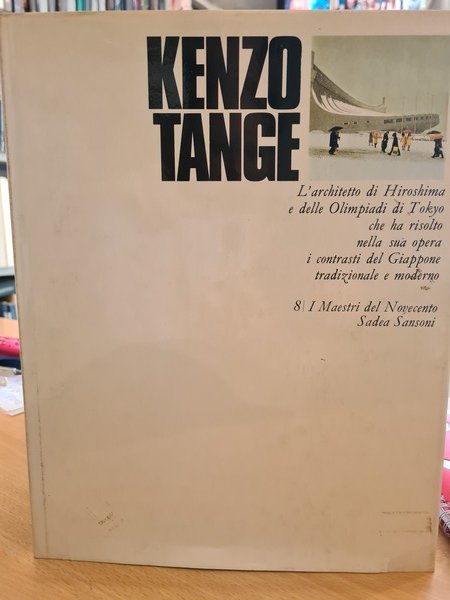 KENZO
TANGE
L'architetto di Hiroshima
e delle Olimpiadi di Tokyo
che ha risolto
nella sua opera
i contrasti del Giappone
tradizionale e moderno
8| I Maestri del Novecento
Sadea Sansoni